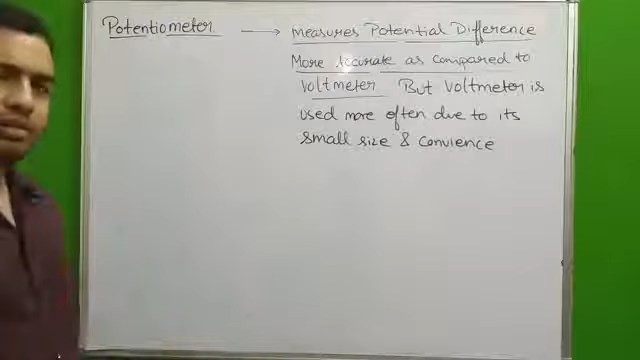 Potentiometer → Measures Potential Difference
More Accurate as compared to
voltmeter But voltmeter is
used more often due to its
small size & convience